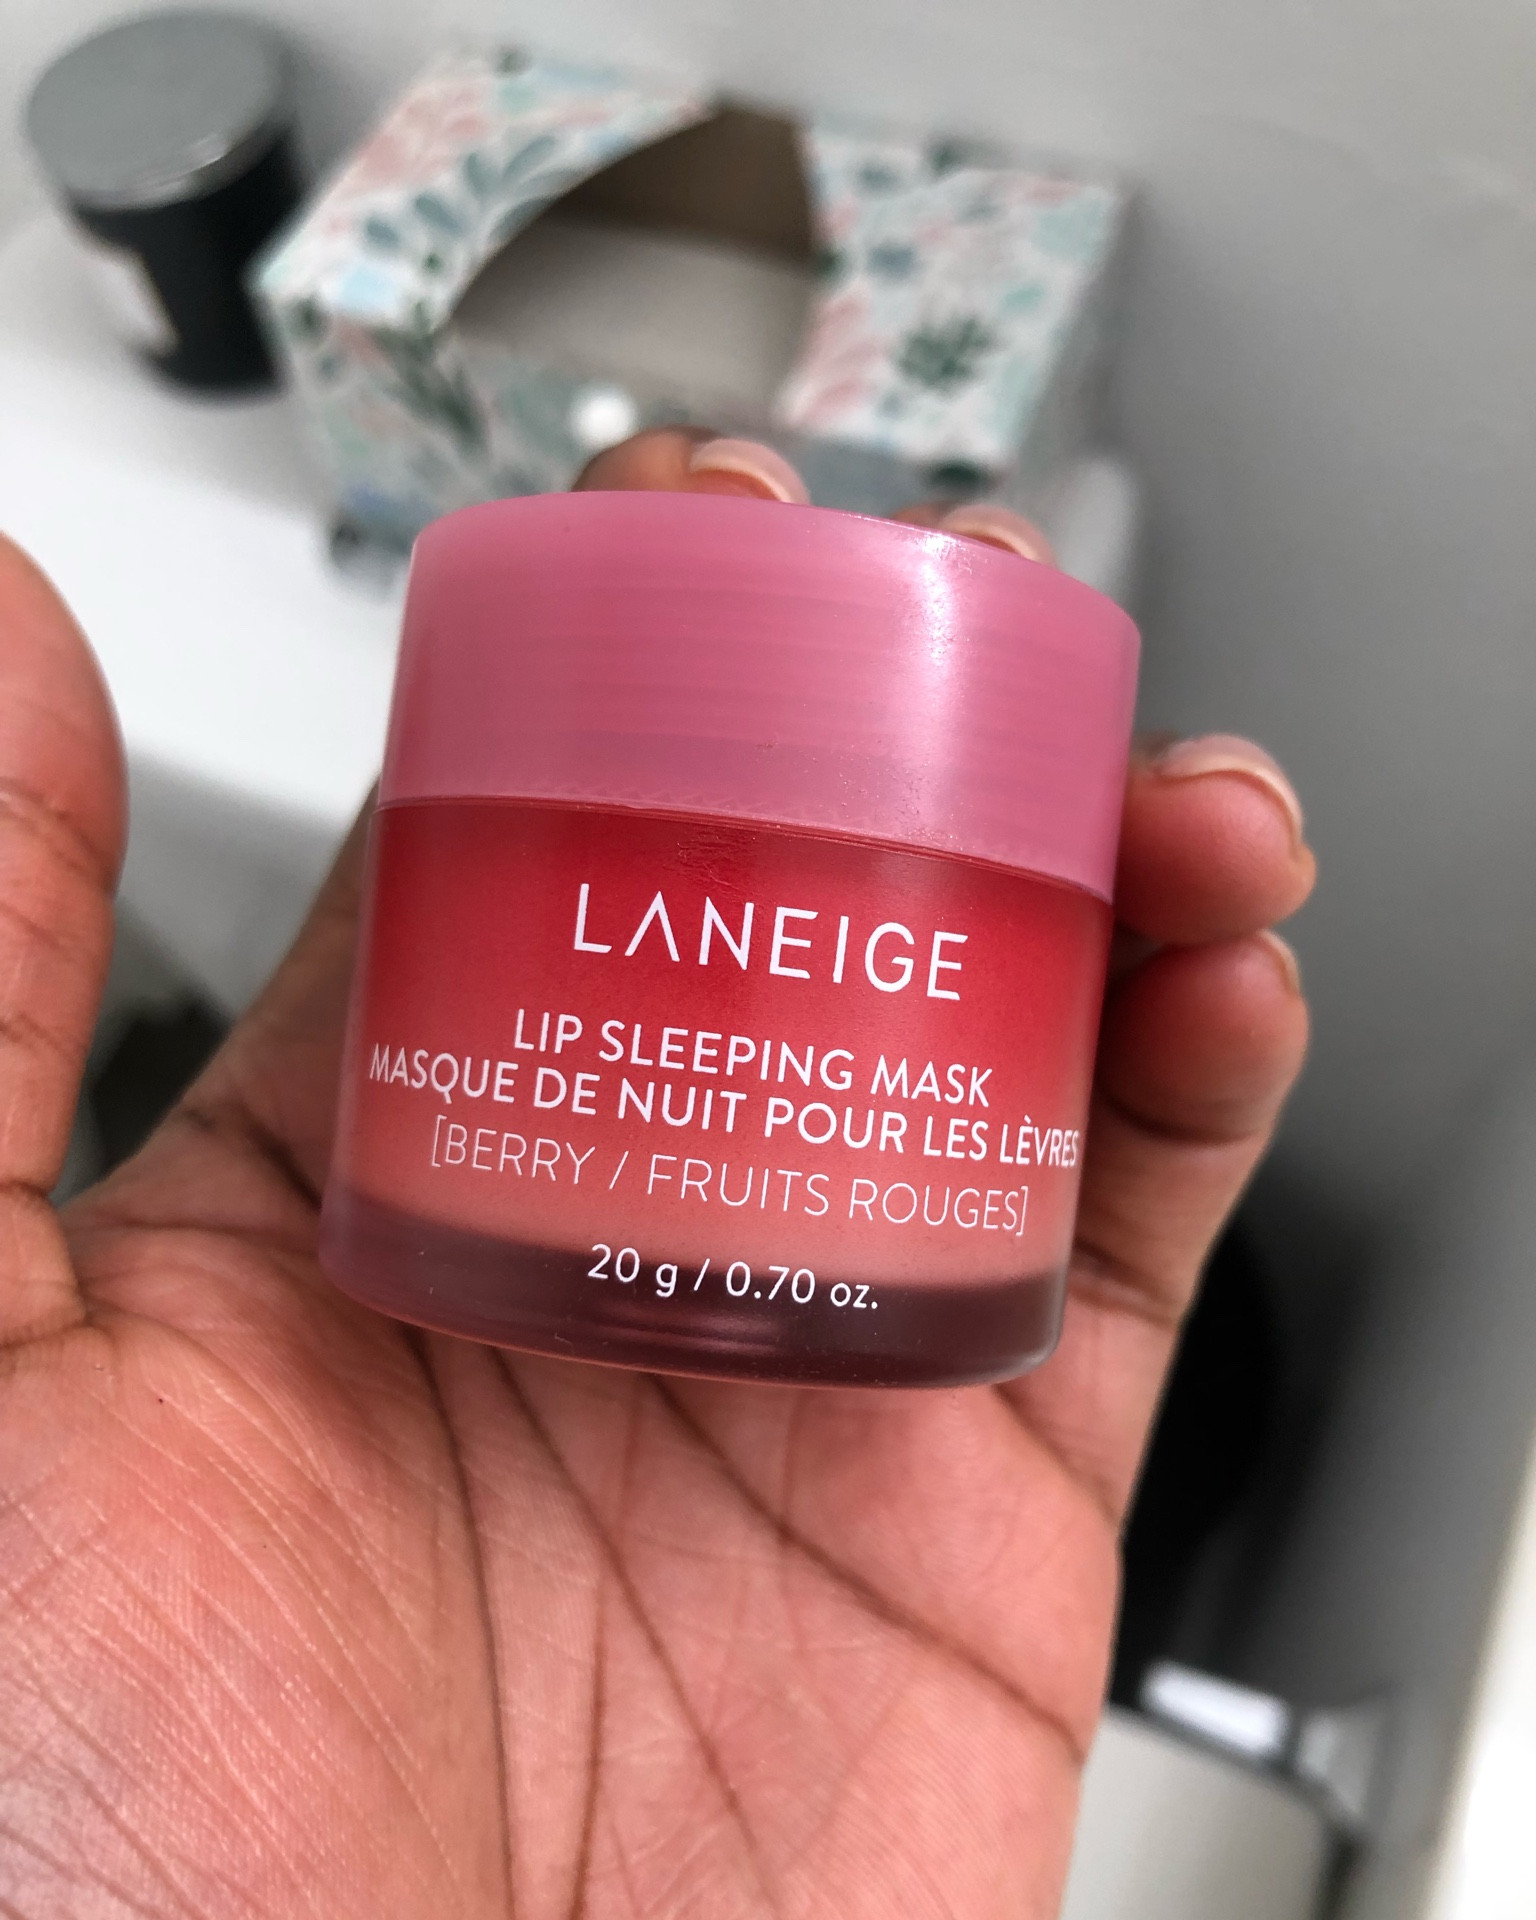 LANEIGE
LIP SLEEPING MASK
MASQUE DE NUIT POUR LES LÈVRES
[BERRY / FRUITS ROUGES]
20 g / 0.70 oz.